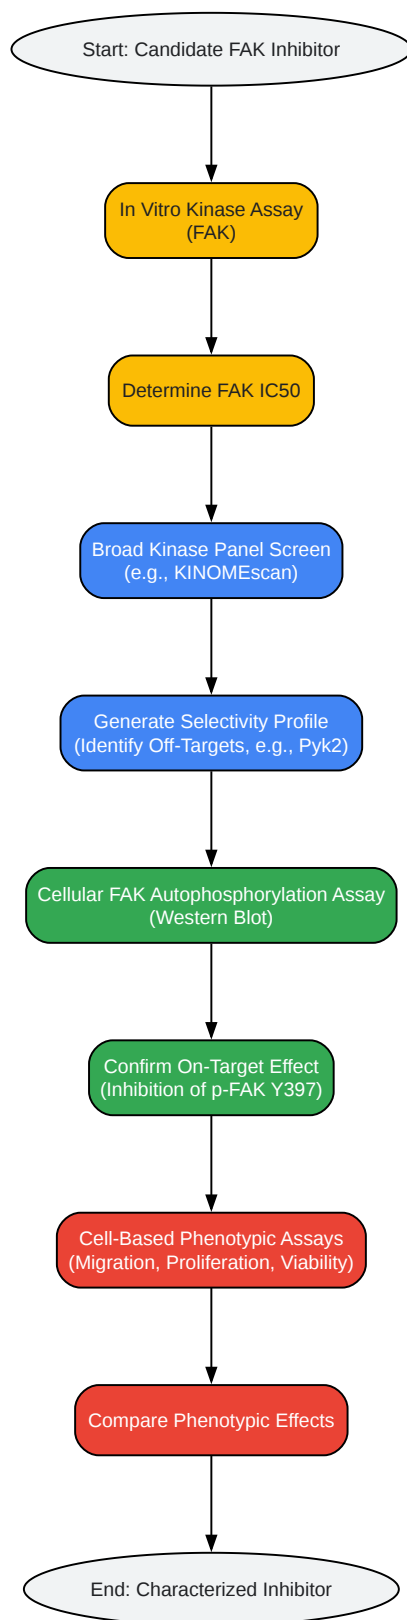 Start: Candidate FAK Inhibitor
In Vitro Kinase Assay
(FAK)
Determine FAK IC50
Broad Kinase Panel Screen
(e.g., KINOMEscan)
Generate Selectivity Profile
(Identify Off-Targets, e.g., Pyk2)
Cellular FAK Autophosphorylation Assay
(Western Blot)
Confirm On-Target Effect
(Inhibition of p-FAK Y397)
Cell-Based Phenotypic Assays
(Migration, Proliferation, Viability)
Compare Phenotypic Effects
End: Characterized Inhibitor